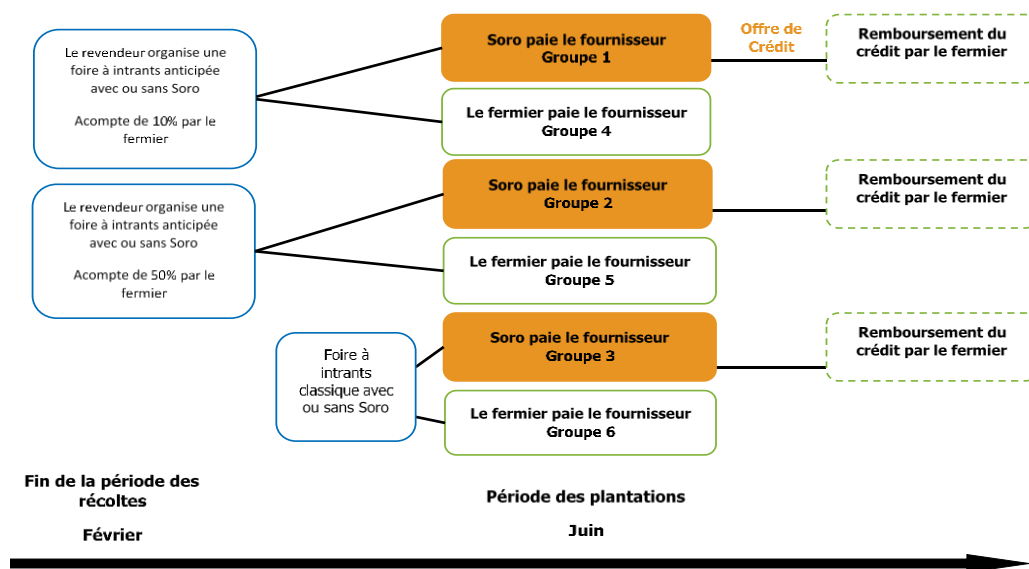 Le revendeur organise une
foire à intrants anticipée
avec ou sans Soro
Acompte de 10% par le
fermier
Soro paie le fournisseur
Groupe 1
Offre de
Crédit
Remboursement du
crédit par le fermier
Le fermier paie le fournisseur
Groupe 4
Le revendeur organise une
foire à intrants anticipée
avec ou sans Soro
Acompte de 50% par le
fermier
Soro paie le fournisseur
Groupe 2
Remboursement du
crédit par le fermier
Le fermier paie le fournisseur
Groupe 5
Foire à
intrants
classique avec
ou sans Soro
Soro paie le fournisseur
Groupe 3
Remboursement du
crédit par le fermier
Le fermier paie le fournisseur
Groupe 6
Fin de la période des
récoltes
Février
Période des plantations
Juin